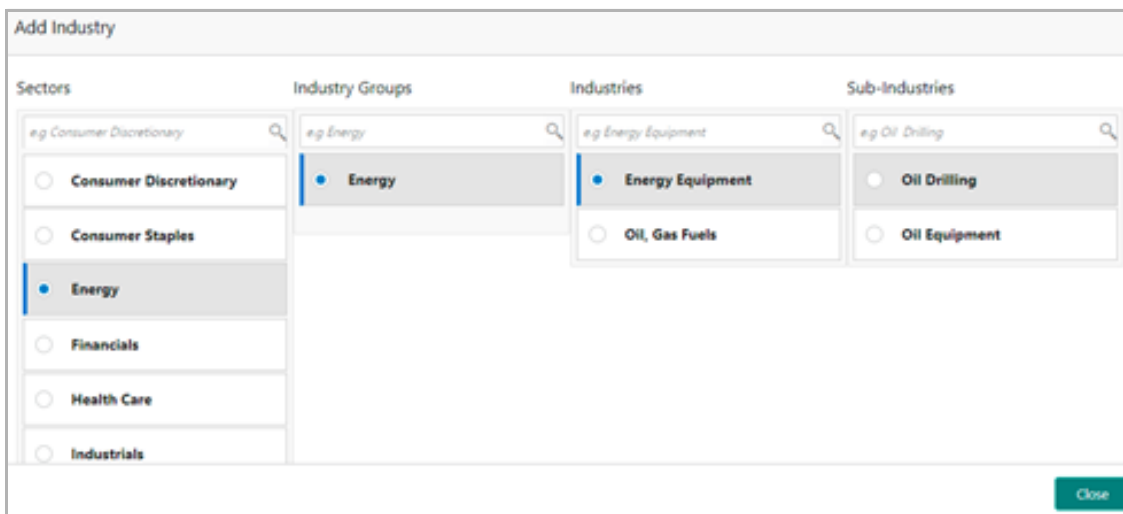 Add Industry
Sectors Industry Groups Industries Sub-Industries
e.g Consumer Discretionary e.g Energy e.g Energy Equipment e.g Oil Drilling
Consumer Discretionary Energy Energy Equipment Oil Drilling
Consumer Staples Oil, Gas Fuels Oil Equipment
Energy
Financials
Health Care
Industrials
Close